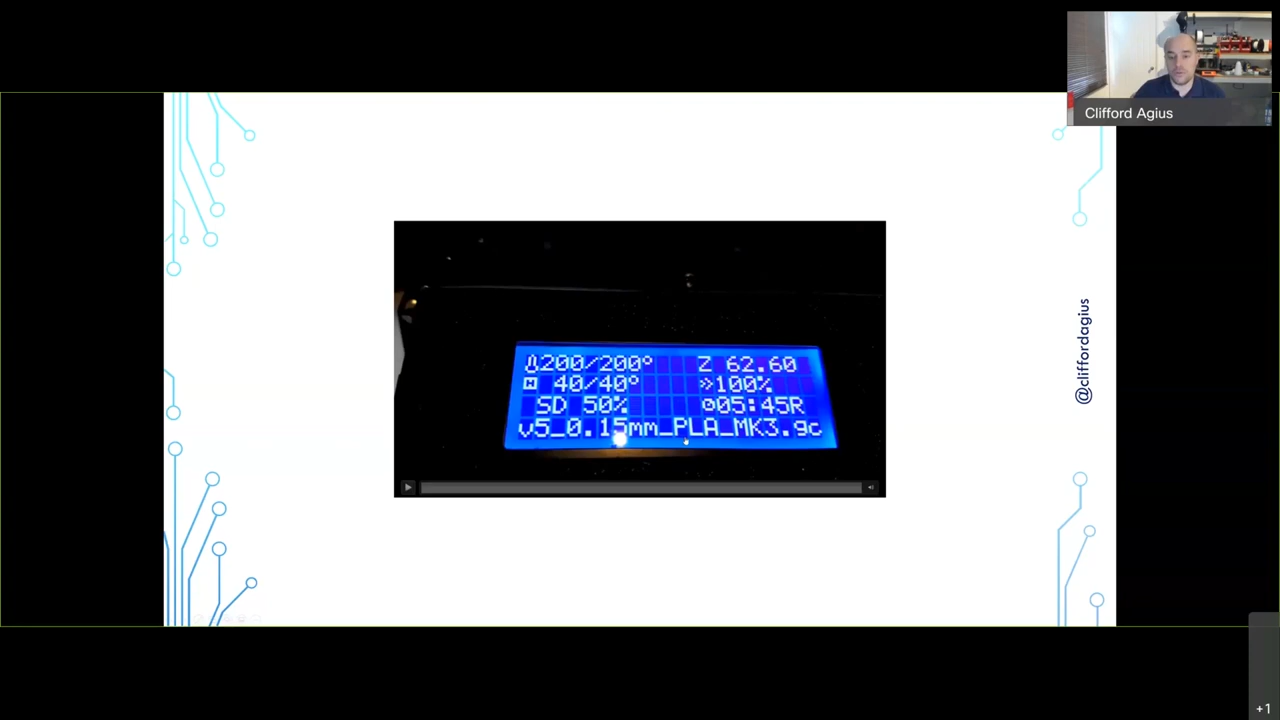 Clifford Agius
@cliffordagius
200/200° Z 62.60
40/40° 100%
SD 50% 05:45R
v5_0.15mm_PLA_MK3.gc
+1